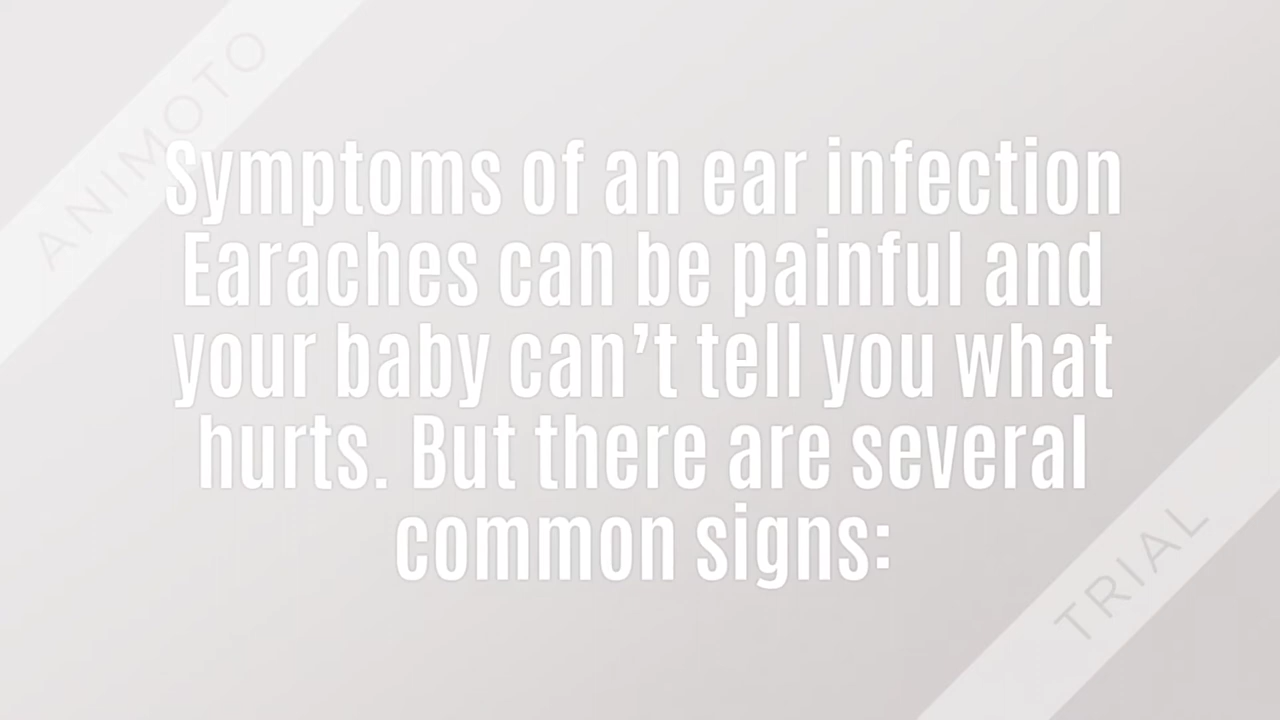 ANIMOTO
Symptoms of an ear infection
Earaches can be painful and
your baby can’t tell you what
hurts. But there are several
common signs:
TRIAL